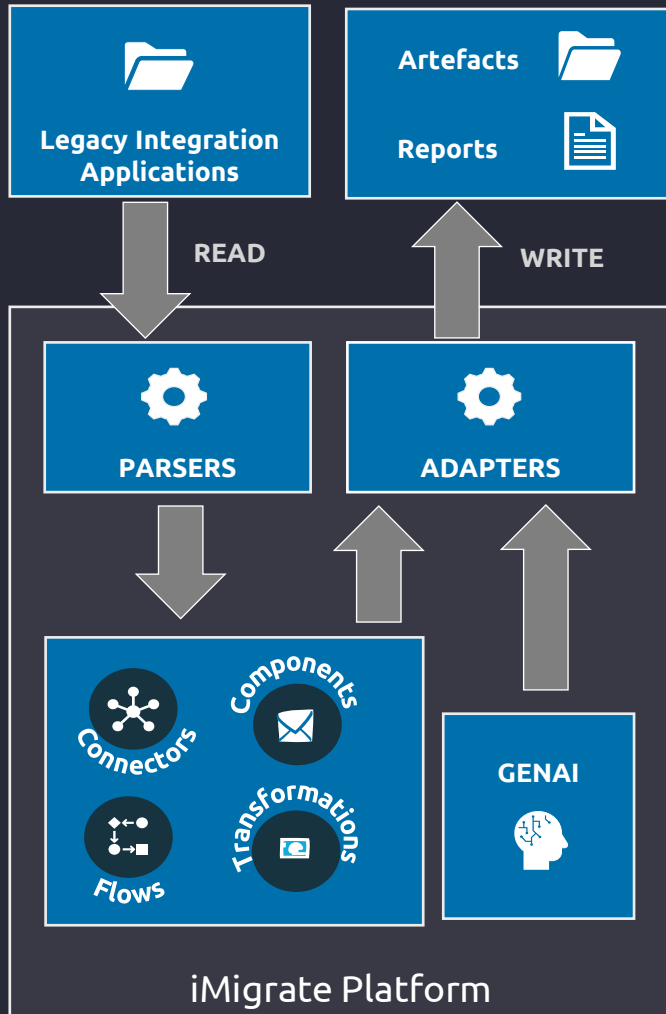 Legacy Integration
Applications
Artefacts
Reports
READ
WRITE
PARSERS
ADAPTERS
Connectors
Components
Flows
Transformations
GENAI
iMigrate Platform